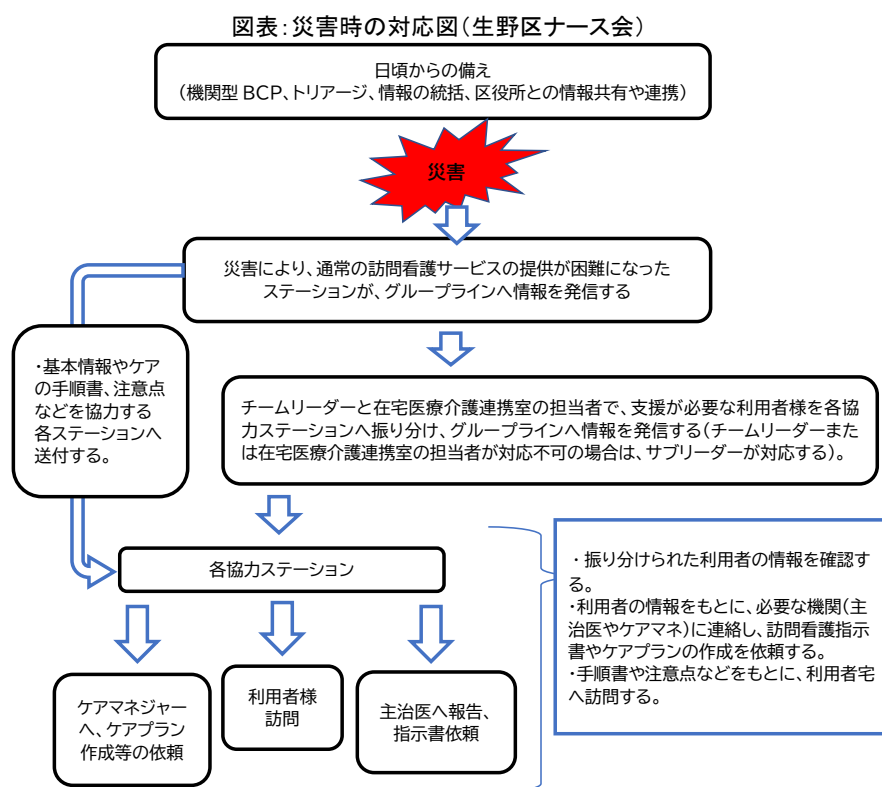 図表：災害時の対応図（生野区ナース会）
日頃からの備え
（機関型 BCP、トリアージ、情報の統括、区役所との情報共有や連携）
災害
災害により、通常の訪問看護サービスの提供が困難になった
ステーションが、グループラインへ情報を発信する
・基本情報やケア
の手順書、注意点
などを協力する
各ステーションへ
送付する。
チームリーダーと在宅医療介護連携室の担当者で、支援が必要な利用者様を各協
力ステーションへ振り分け、グループラインへ情報を発信する（チームリーダーまた
は在宅医療介護連携室の担当者が対応不可の場合は、サブリーダーが対応する）。
各協力ステーション
・ 振り分けられた利用者の情報を確認す
る。
・利用者の情報をもとに、必要な機関（主
治医やケアマネ）に連絡し、訪問看護指示
書やケアプランの作成を依頼する。
・手順書や注意点などをもとに、利用者宅
へ訪問する。
ケアマネジャー
へ、ケアプラン
作成等の依頼
利用者様
訪問
主治医へ報告、
指示書依頼